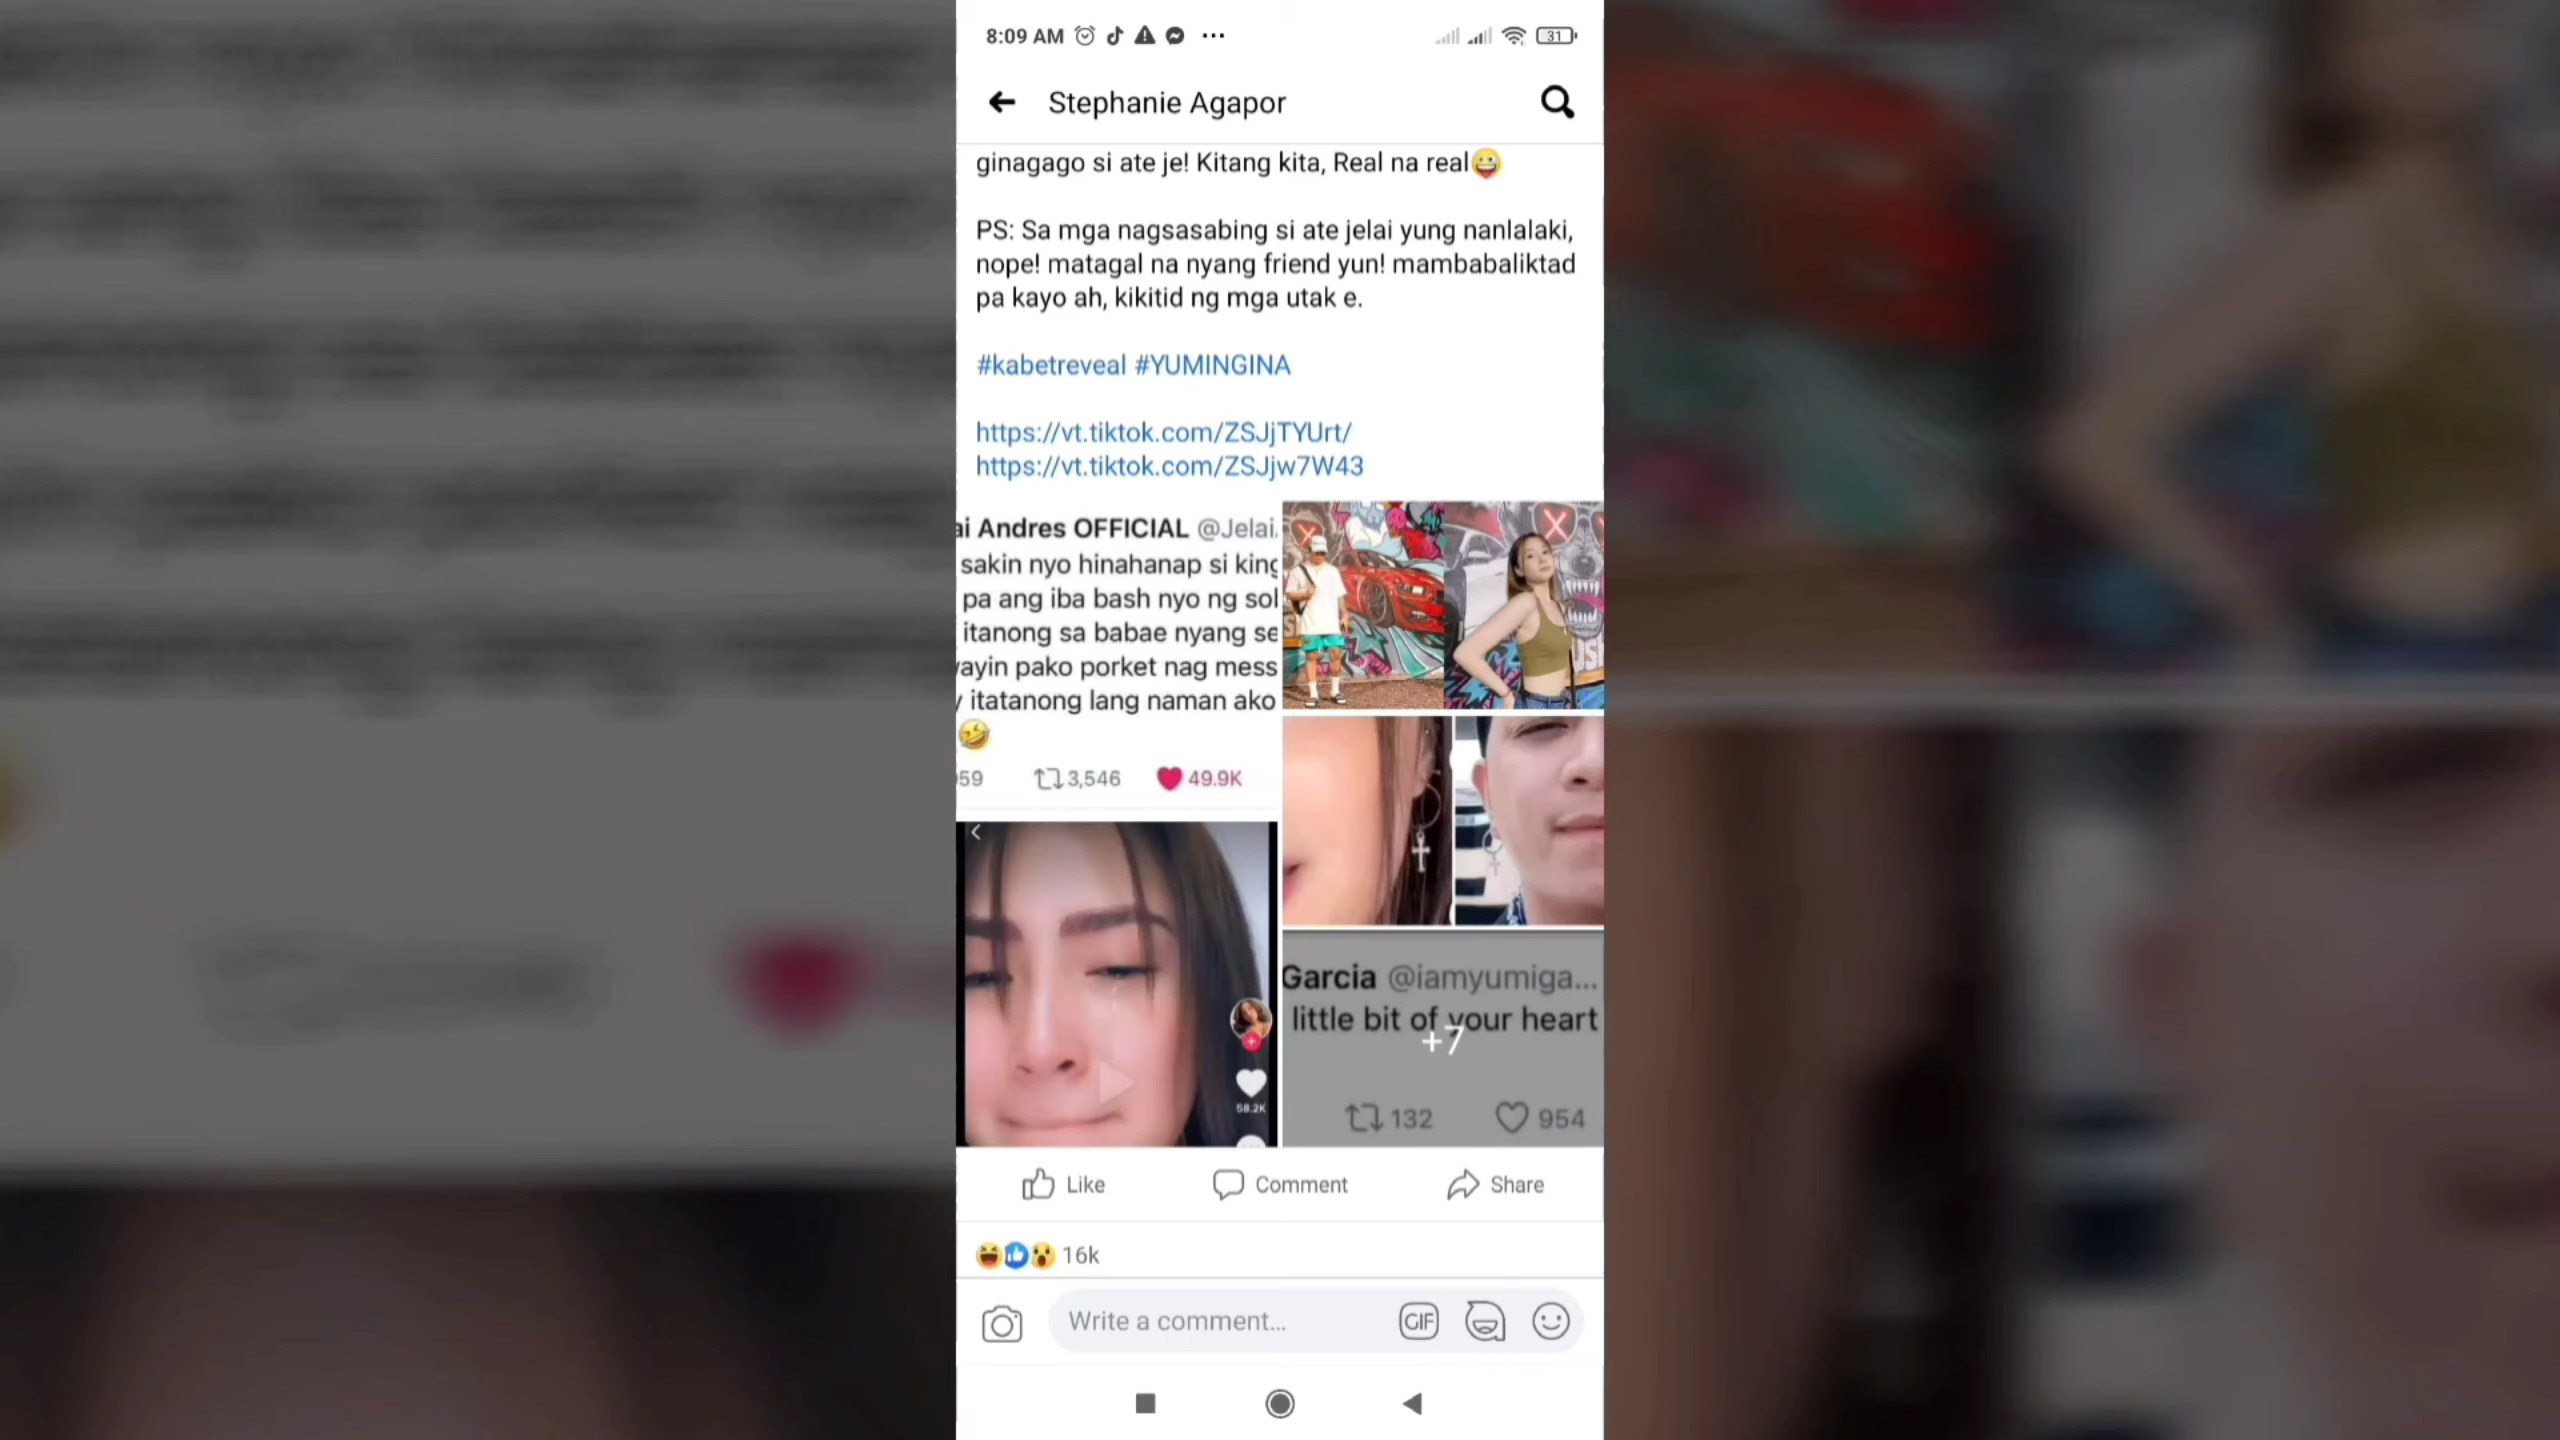 8:09 AM
31
Stephanie Agapor
ginagago si ate je! Kitang kita, Real na real
PS: Sa mga nagsasabing si ate jelai yung nanlalaki,
nope! matagal na nyang friend yun! mambabaliktad
pa kayo ah, kikitid ng mga utak e.
#kabetreveal #YUMINGINA
https://vt.tiktok.com/ZSJjTYUrt/
https://vt.tiktok.com/ZSJjw7W43
ai Andres OFFICIAL @Jelai
sakin nyo hinahanap si king
pa ang iba bash nyo ng sol
itanong sa babae nyang se
ayin pako porket nag mess
itatanong lang naman ako
59 3,546 49.9K
58.2K
Garcia @iamyumiga...
little bit of your heart
+7
132 954
Like Comment Share
16k
Write a comment...
GIF